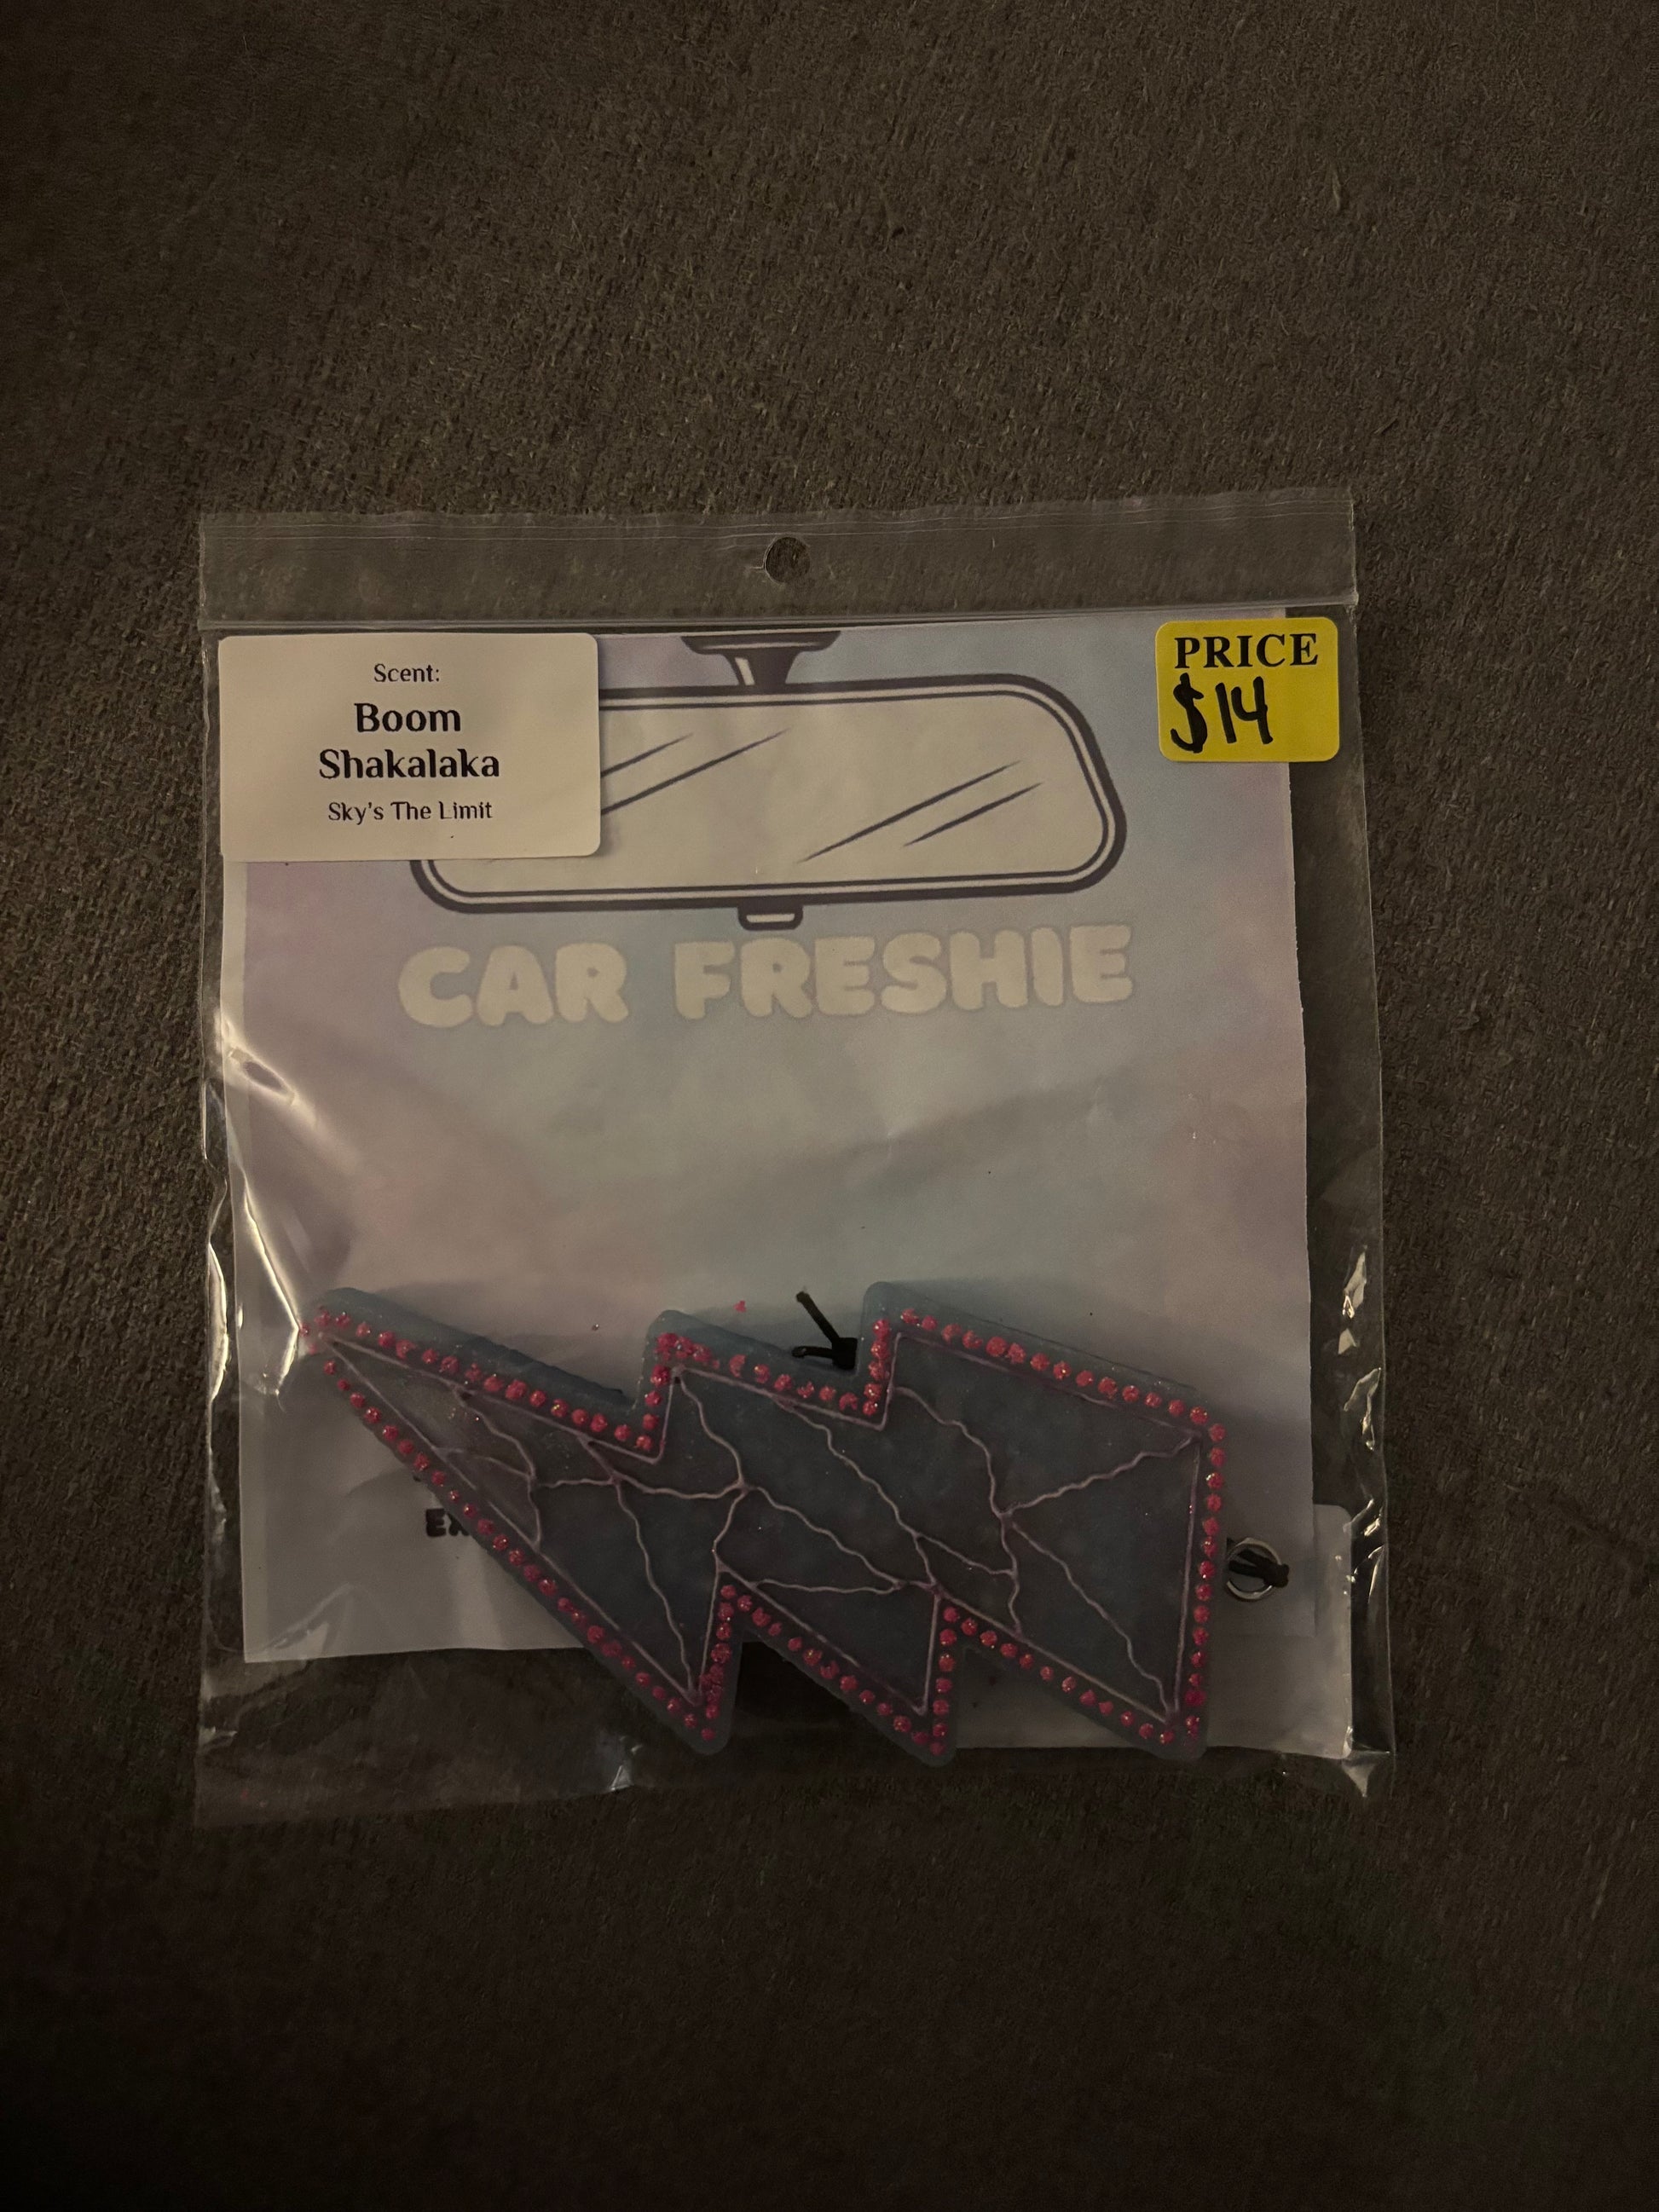 Scent:
Boom
Shakalaka
Sky's The Limit
PRICE
$14
CAR FRESHIE